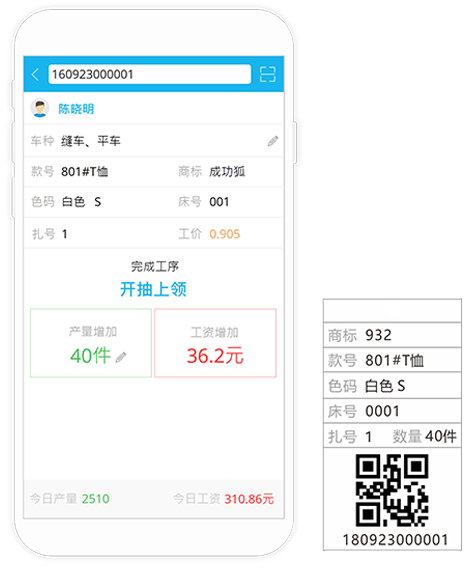 160923000001
陈晓明
车种 缝车、平车
款号 801#T恤 商标 成功狐
色码 白色 S 床号 001
扎号 1 工价 0.905
完成工序
开抽上领
产量增加 工资增加
40件 36.2元
今日产量 2510 今日工资 310.86元
商标 932
款号 801#T恤
色码 白色 S
床号 0001
扎号 1 数量 40件
180923000001